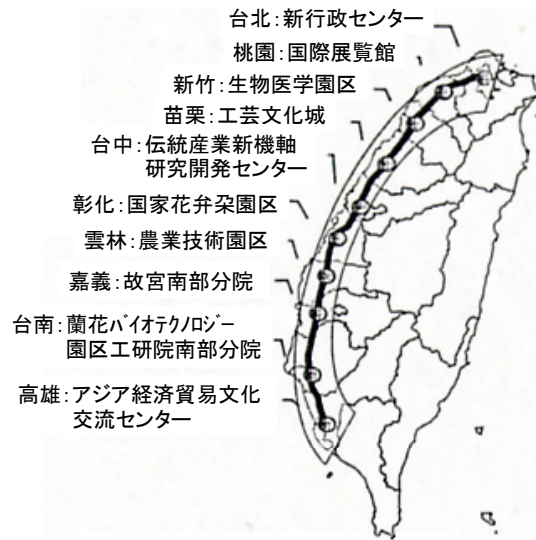 台北：新行政センター
桃園：国際展覧館
新竹：生物医学園区
苗栗：工芸文化城
台中：伝統産業新機軸
研究開発センター
彰化：国家花卉朶園区
雲林：農業技術園区
嘉義：故宮南部分院
台南：蘭花ﾊﾞｲｵﾃｸﾉﾛｼﾞｰ
園区工研院南部分院
高雄：アジア経済貿易文化
交流センター